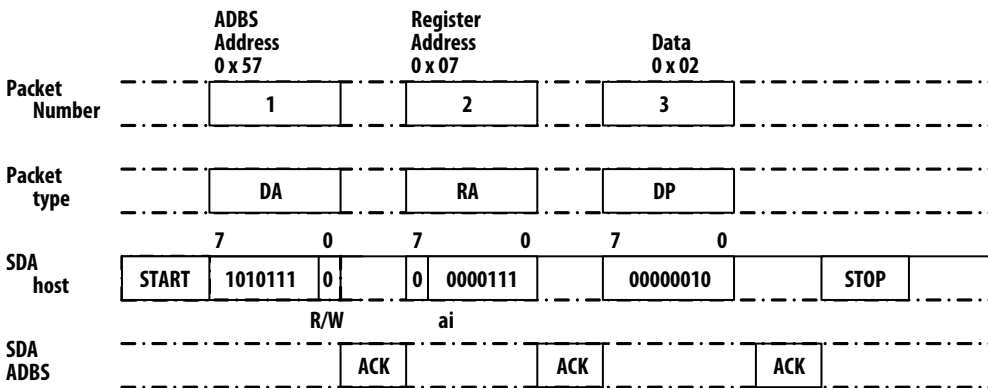 ADBS Address 0 x 57
Register Address 0 x 07
Data 0 x 02
Packet Number 1 2 3
Packet type DA RA DP
7 0 7 0 7 0
SDA host START 1010111 0 0 0000111 00000010 STOP
R/W ai
SDA ADBS ACK ACK ACK